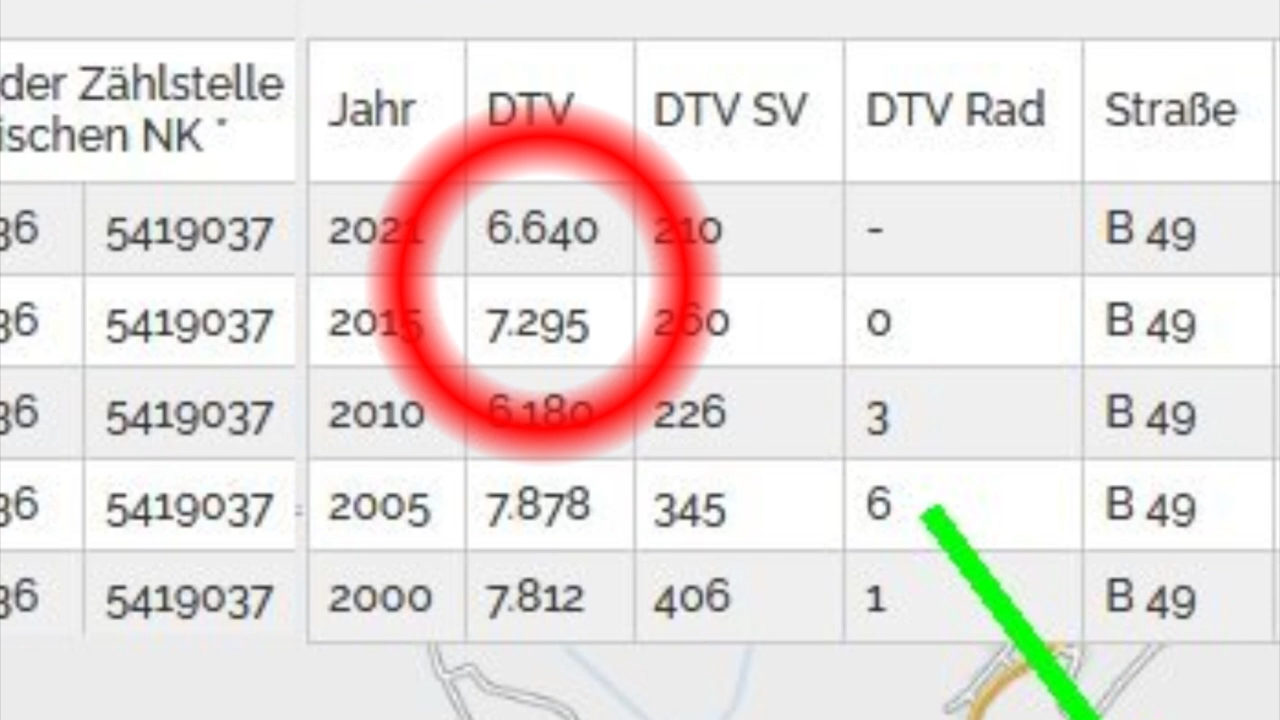 der Zählstelle
ischen NK *
Jahr DTV DTV SV DTV Rad Straße
36 5419037 2021 6.640 210 - B 49
36 5419037 2015 7.295 260 0 B 49
36 5419037 2010 6.180 226 3 B 49
36 5419037 2005 7.878 345 6 B 49
36 5419037 2000 7.812 406 1 B 49